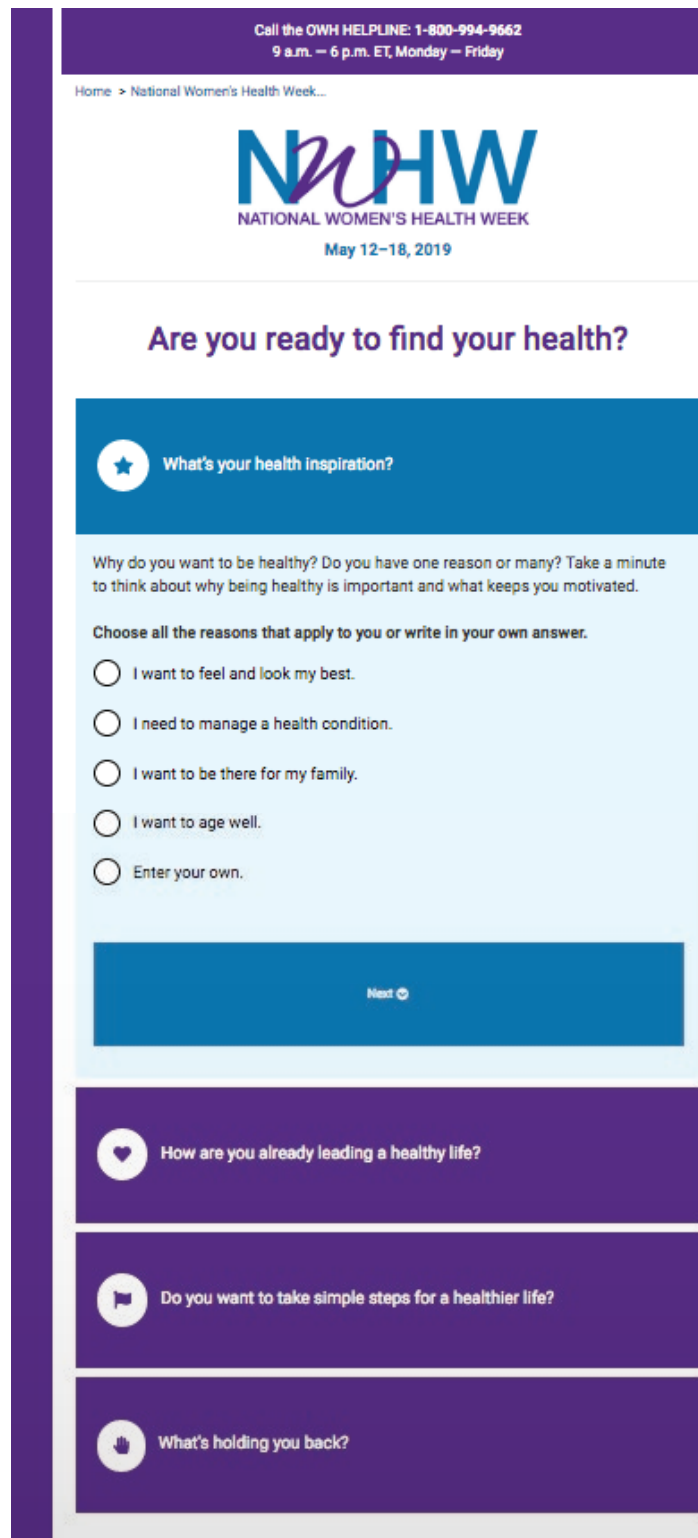 Call the OWH HELPLINE: 1-800-994-9662
9 a.m. — 6 p.m. ET, Monday — Friday
Home > National Women's Health Week...
NWHW
NATIONAL WOMEN'S HEALTH WEEK
May 12–18, 2019
Are you ready to find your health?
What's your health inspiration?
Why do you want to be healthy? Do you have one reason or many? Take a minute
to think about why being healthy is important and what keeps you motivated.
Choose all the reasons that apply to you or write in your own answer.
I want to feel and look my best.
I need to manage a health condition.
I want to be there for my family.
I want to age well.
Enter your own.
Next
How are you already leading a healthy life?
Do you want to take simple steps for a healthier life?
What's holding you back?